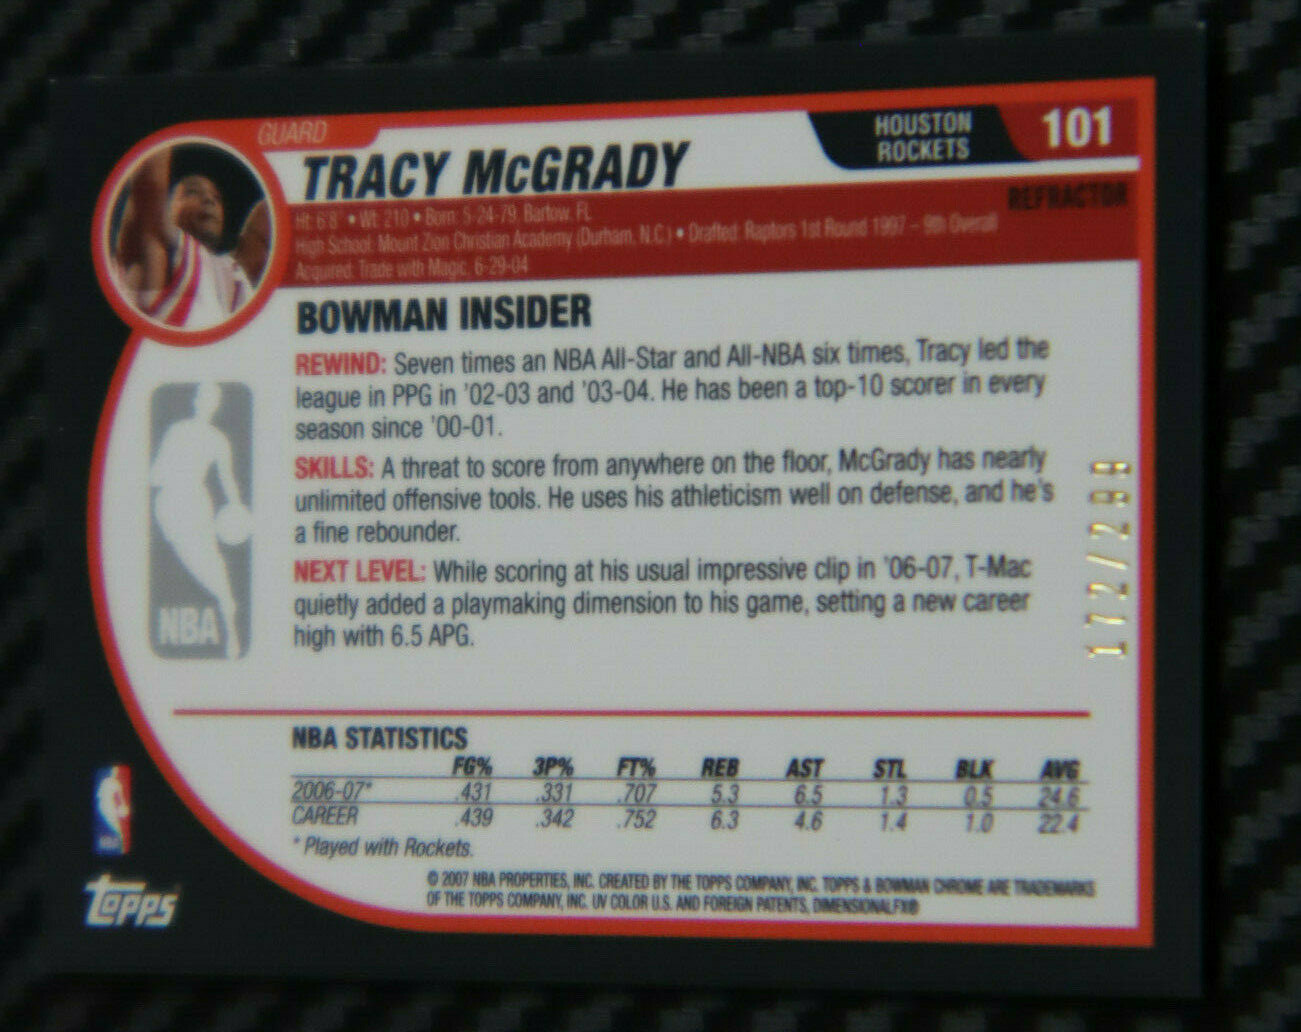 GUARD
HOUSTON
ROCKETS
101
TRACY McGRADY
REFRACTOR
Ht: 6'8" • Wt: 210 • Born: 5-24-79, Bartow, FL
High School: Mount Zion Christian Academy (Durham, N.C.) • Drafted: Raptors 1st Round 1997 – 9th Overall
Acquired: Trade with Magic, 6-29-04
BOWMAN INSIDER
REWIND: Seven times an NBA All-Star and All-NBA six times, Tracy led the
league in PPG in '02-03 and '03-04. He has been a top-10 scorer in every
season since '00-01.
SKILLS: A threat to score from anywhere on the floor, McGrady has nearly
unlimited offensive tools. He uses his athleticism well on defense, and he's
a fine rebounder.
NEXT LEVEL: While scoring at his usual impressive clip in '06-07, T-Mac
quietly added a playmaking dimension to his game, setting a new career
high with 6.5 APG.
172/299
NBA
NBA STATISTICS
FG% 3P% FT% REB AST STL BLK AVG
2006-07* .431 .331 .707 5.3 6.5 1.3 0.5 24.6
CAREER .439 .342 .752 6.3 4.6 1.4 1.0 22.4
* Played with Rockets.
© 2007 NBA PROPERTIES, INC. CREATED BY THE TOPPS COMPANY, INC. TOPPS & BOWMAN CHROME ARE TRADEMARKS
OF THE TOPPS COMPANY, INC. UV COLOR U.S. AND FOREIGN PATENTS, DIMENSIONALFX®
NBA
Topps